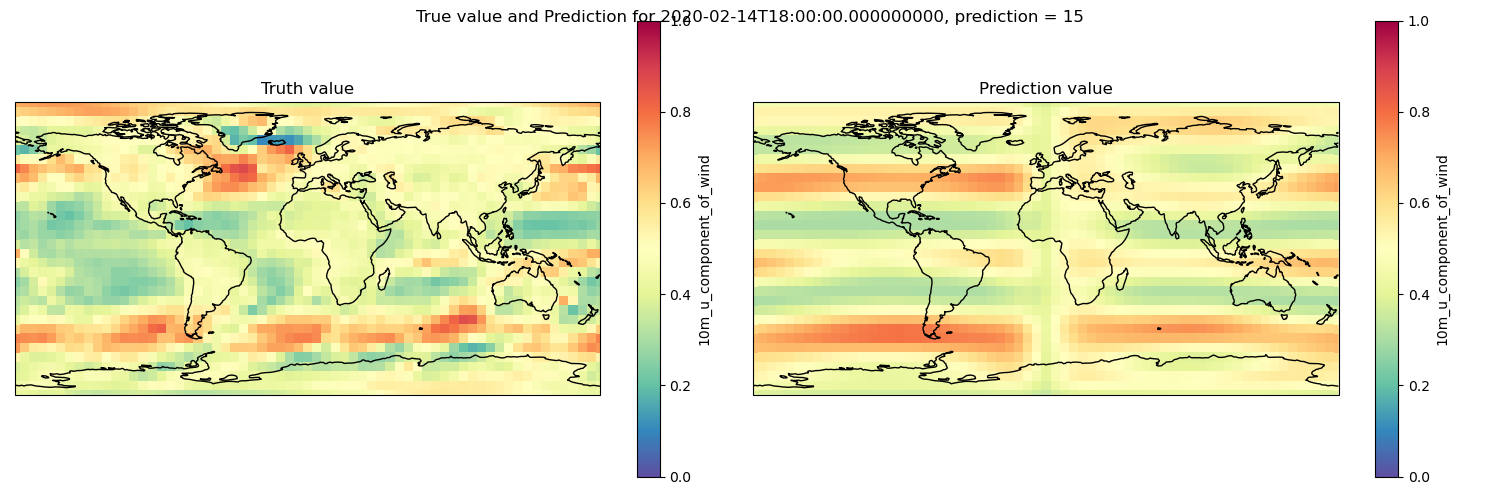 True value and Prediction for 2020-02-14T18:00:00.000000000, prediction = 15
Truth value
1.0
0.8
0.6
0.4
0.2
0.0
10m_u_component_of_wind
Prediction value
1.0
0.8
0.6
0.4
0.2
0.0
10m_u_component_of_wind